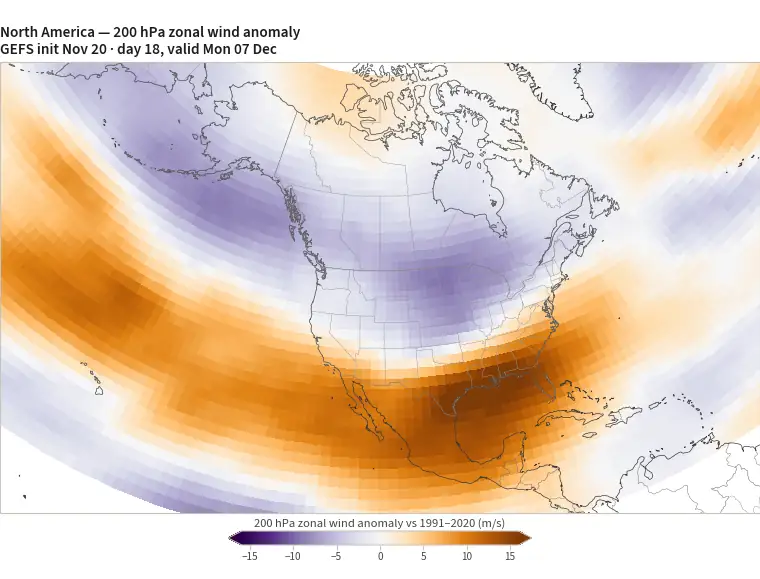 North America — 200 hPa zonal wind anomaly
GEFS init Nov 20 · day 18, valid Mon 07 Dec
200 hPa zonal wind anomaly vs 1991–2020 (m/s)
−15 −10 −5 0 5 10 15